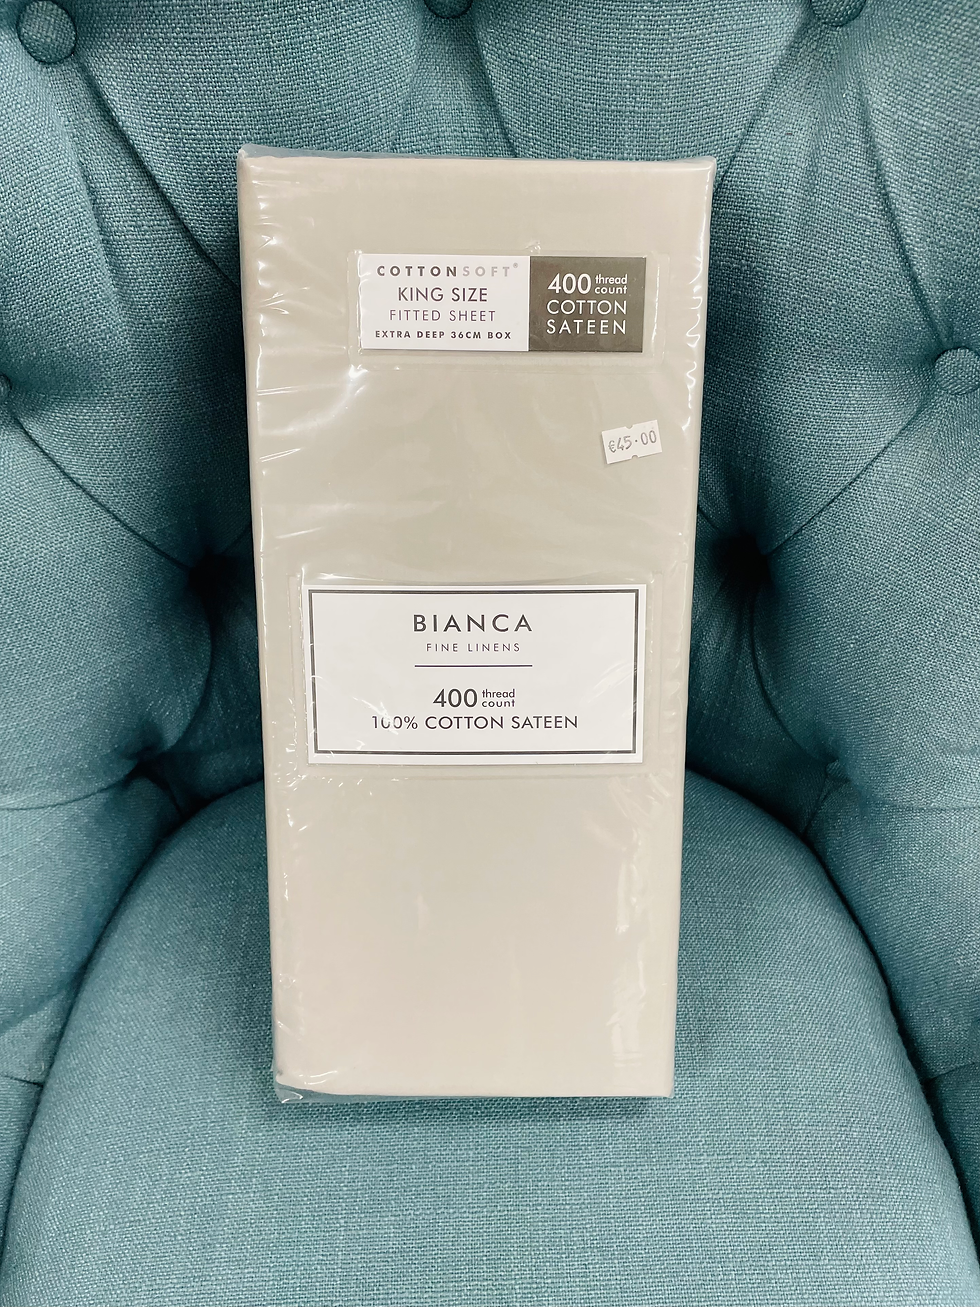 COTTONSOFT®
KING SIZE
FITTED SHEET
EXTRA DEEP 36CM BOX
400 thread count
COTTON
SATEEN
€45.00
BIANCA
FINE LINENS
400 thread count
100% COTTON SATEEN